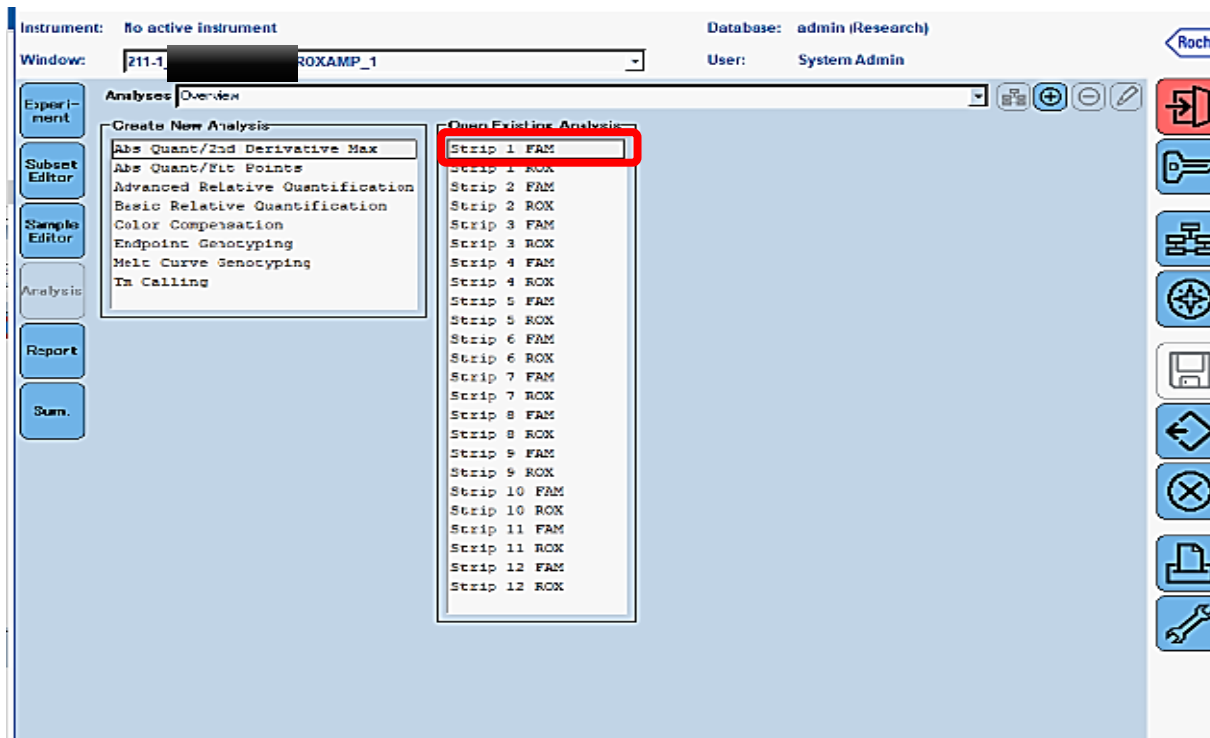 Instrument: No active instrument
Database: admin (Research)
Window: 211-1_ ROXAMP_1
User: System Admin
Roch
Analyses Overview
Experi-
ment
Subset
Editor
Sample
Editor
Analysis
Report
Sum.
Create New Analysis
Abs Quant/2nd Derivative Max
Abs Quant/Fit Points
Advanced Relative Quantification
Basic Relative Quantification
Color Compensation
Endpoint Genotyping
Melt Curve Genotyping
Tm Calling
Open Existing Analysis
Strip 1 FAM
Strip 1 ROX
Strip 2 FAM
Strip 2 ROX
Strip 3 FAM
Strip 3 ROX
Strip 4 FAM
Strip 4 ROX
Strip 5 FAM
Strip 5 ROX
Strip 6 FAM
Strip 6 ROX
Strip 7 FAM
Strip 7 ROX
Strip 8 FAM
Strip 8 ROX
Strip 9 FAM
Strip 9 ROX
Strip 10 FAM
Strip 10 ROX
Strip 11 FAM
Strip 11 ROX
Strip 12 FAM
Strip 12 ROX